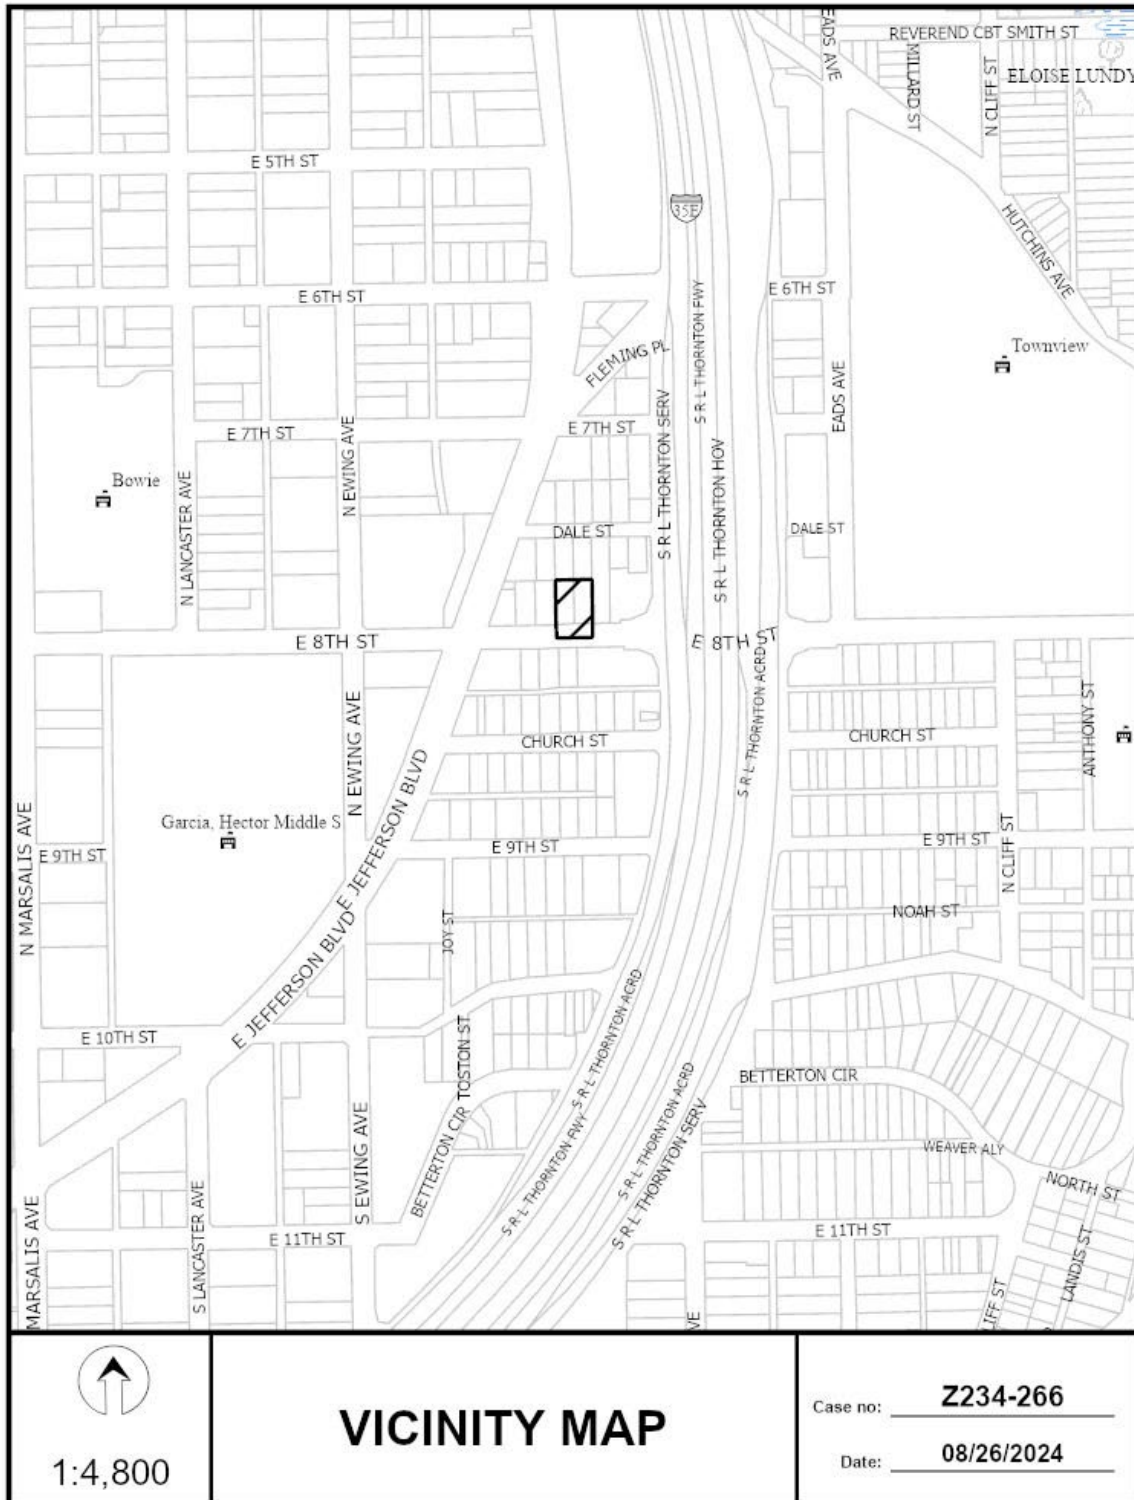 EADS AVE
REVEREND CBT SMITH ST
MILLARD ST
N CLIFF ST
ELOISE LUNDY
E 5TH ST
35E
HUTCHINS AVE
E 6TH ST
S R L THORNTON FWY
E 6TH ST
Townview
FLEMING PL
EADS AVE
S R L THORNTON SERV
E 7TH ST
N EWING AVE
E 7TH ST
Bowie
N LANCASTER AVE
S R L THORNTON HOV
DALE ST
DALE ST
E 8TH ST
E 8TH ST
S R L THORNTON ACRD
N EWING AVE
ANTHONY ST
CHURCH ST
CHURCH ST
E JEFFERSON BLVD
Garcia, Hector Middle S
N MARSALIS AVE
E 9TH ST
E 9TH ST
E 9TH ST
N CLIFF ST
NOAH ST
JOY ST
E JEFFERSON BLVD
E 10TH ST
S R L THORNTON ACRD
TOSTON ST
BETTERTON CIR
BETTERTON CIR
S R L THORNTON ACRD
S R L THORNTON SERV
S R L THORNTON FWY
S EWING AVE
WEAVER ALY
NORTH ST
MARSALIS AVE
S LANCASTER AVE
E 11TH ST
E 11TH ST
LANDIS ST
LIFF ST
VE
1:4,800
VICINITY MAP
Case no: Z234-266
Date: 08/26/2024